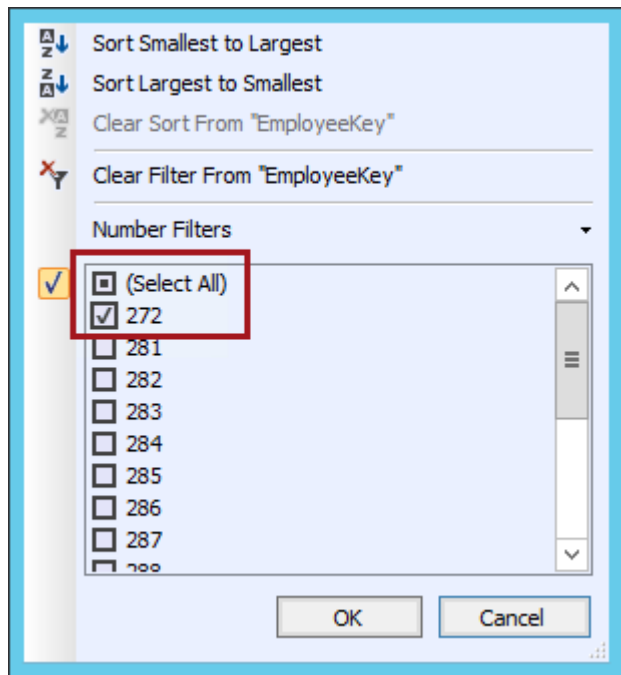 Sort Smallest to Largest
Sort Largest to Smallest
Clear Sort From "EmployeeKey"
Clear Filter From "EmployeeKey"
Number Filters
(Select All)
272
281
282
283
284
285
286
287
OK Cancel